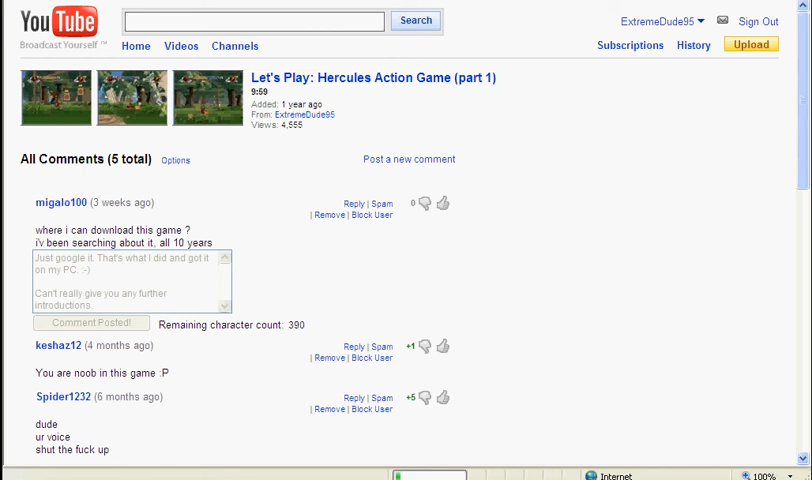 YouTube
Broadcast Yourself ™
Search
ExtremeDude95
Sign Out
Home
Videos
Channels
Subscriptions
History
Upload
Let's Play: Hercules Action Game (part 1)
9:59
Added: 1 year ago
From: ExtremeDude95
Views: 4,555
All Comments (5 total)
Options
Post a new comment
migalo100 (3 weeks ago)
Reply | Spam
| Remove | Block User
0
where i can download this game ?
i'v been searching about it, all 10 years
Just google it. That's what I did and got it
on my PC. :-)
Can't really give you any further
introductions.
Comment Posted!
Remaining character count: 390
keshaz12 (4 months ago)
Reply | Spam
| Remove | Block User
+1
You are noob in this game :P
Spider1232 (6 months ago)
Reply | Spam
| Remove | Block User
+5
dude
ur voice
shut the fuck up
Internet
100%